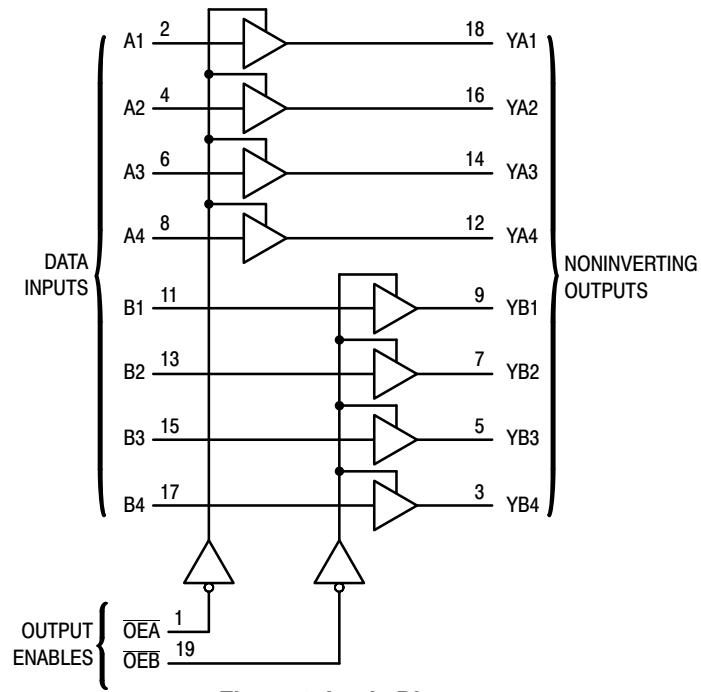 A1 2 18 YA1
A2 4 16 YA2
A3 6 14 YA3
A4 8 12 YA4
DATA
INPUTS
NONINVERTING
OUTPUTS
B1 11 9 YB1
B2 13 7 YB2
B3 15 5 YB3
B4 17 3 YB4
OUTPUT
ENABLES
O̅E̅A̅ 1
O̅E̅B̅ 19